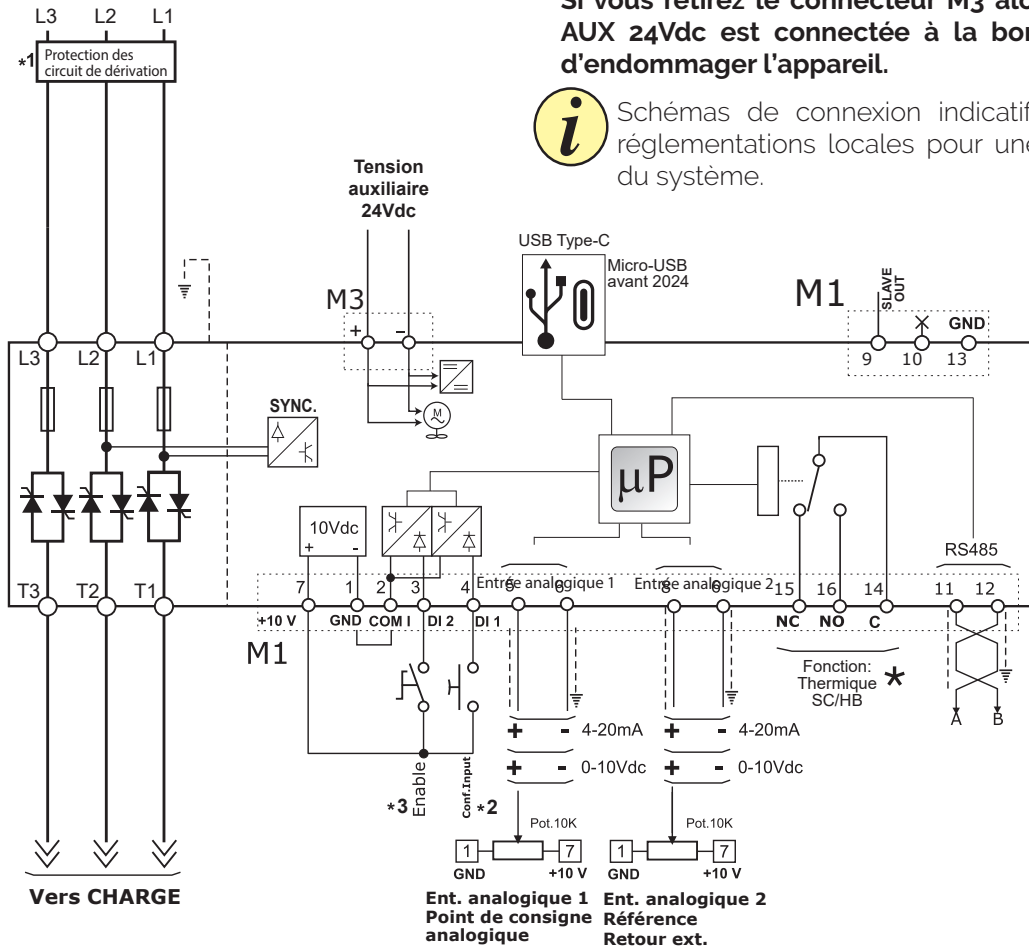 L3 L2 L1
*1 Protection des
circuit de dérivation
Si vous retirez le connecteur M3 alo
AUX 24Vdc est connectée à la bor
d'endommager l'appareil.
i
Schémas de connexion indicatif
réglementations locales pour une
du système.
Tension
auxiliaire
24Vdc
USB Type-C
Micro-USB
avant 2024
M3
+ -
M1
SLAVE
OUT
GND
9 10 13
L3 L2 L1
SYNC.
M
µP
10Vdc
+ -
RS485
T3 T2 T1
7 1 2 3 4 5 6 8 6 15 16 14 11 12
Entrée analogique 1 Entrée analogique 2
+10 V GND COM I DI 2 DI 1 NC NO C
M1
Fonction:
Thermique *
SC/HB
A B
+ - 4-20mA + - 4-20mA
+ - 0-10Vdc + - 0-10Vdc
*3 Enable Conf.Input *2
Pot.10K Pot.10K
1 7 1 7
GND +10 V GND +10 V
Vers CHARGE
Ent. analogique 1
Point de consigne
analogique
Ent. analogique 2
Référence
Retour ext.